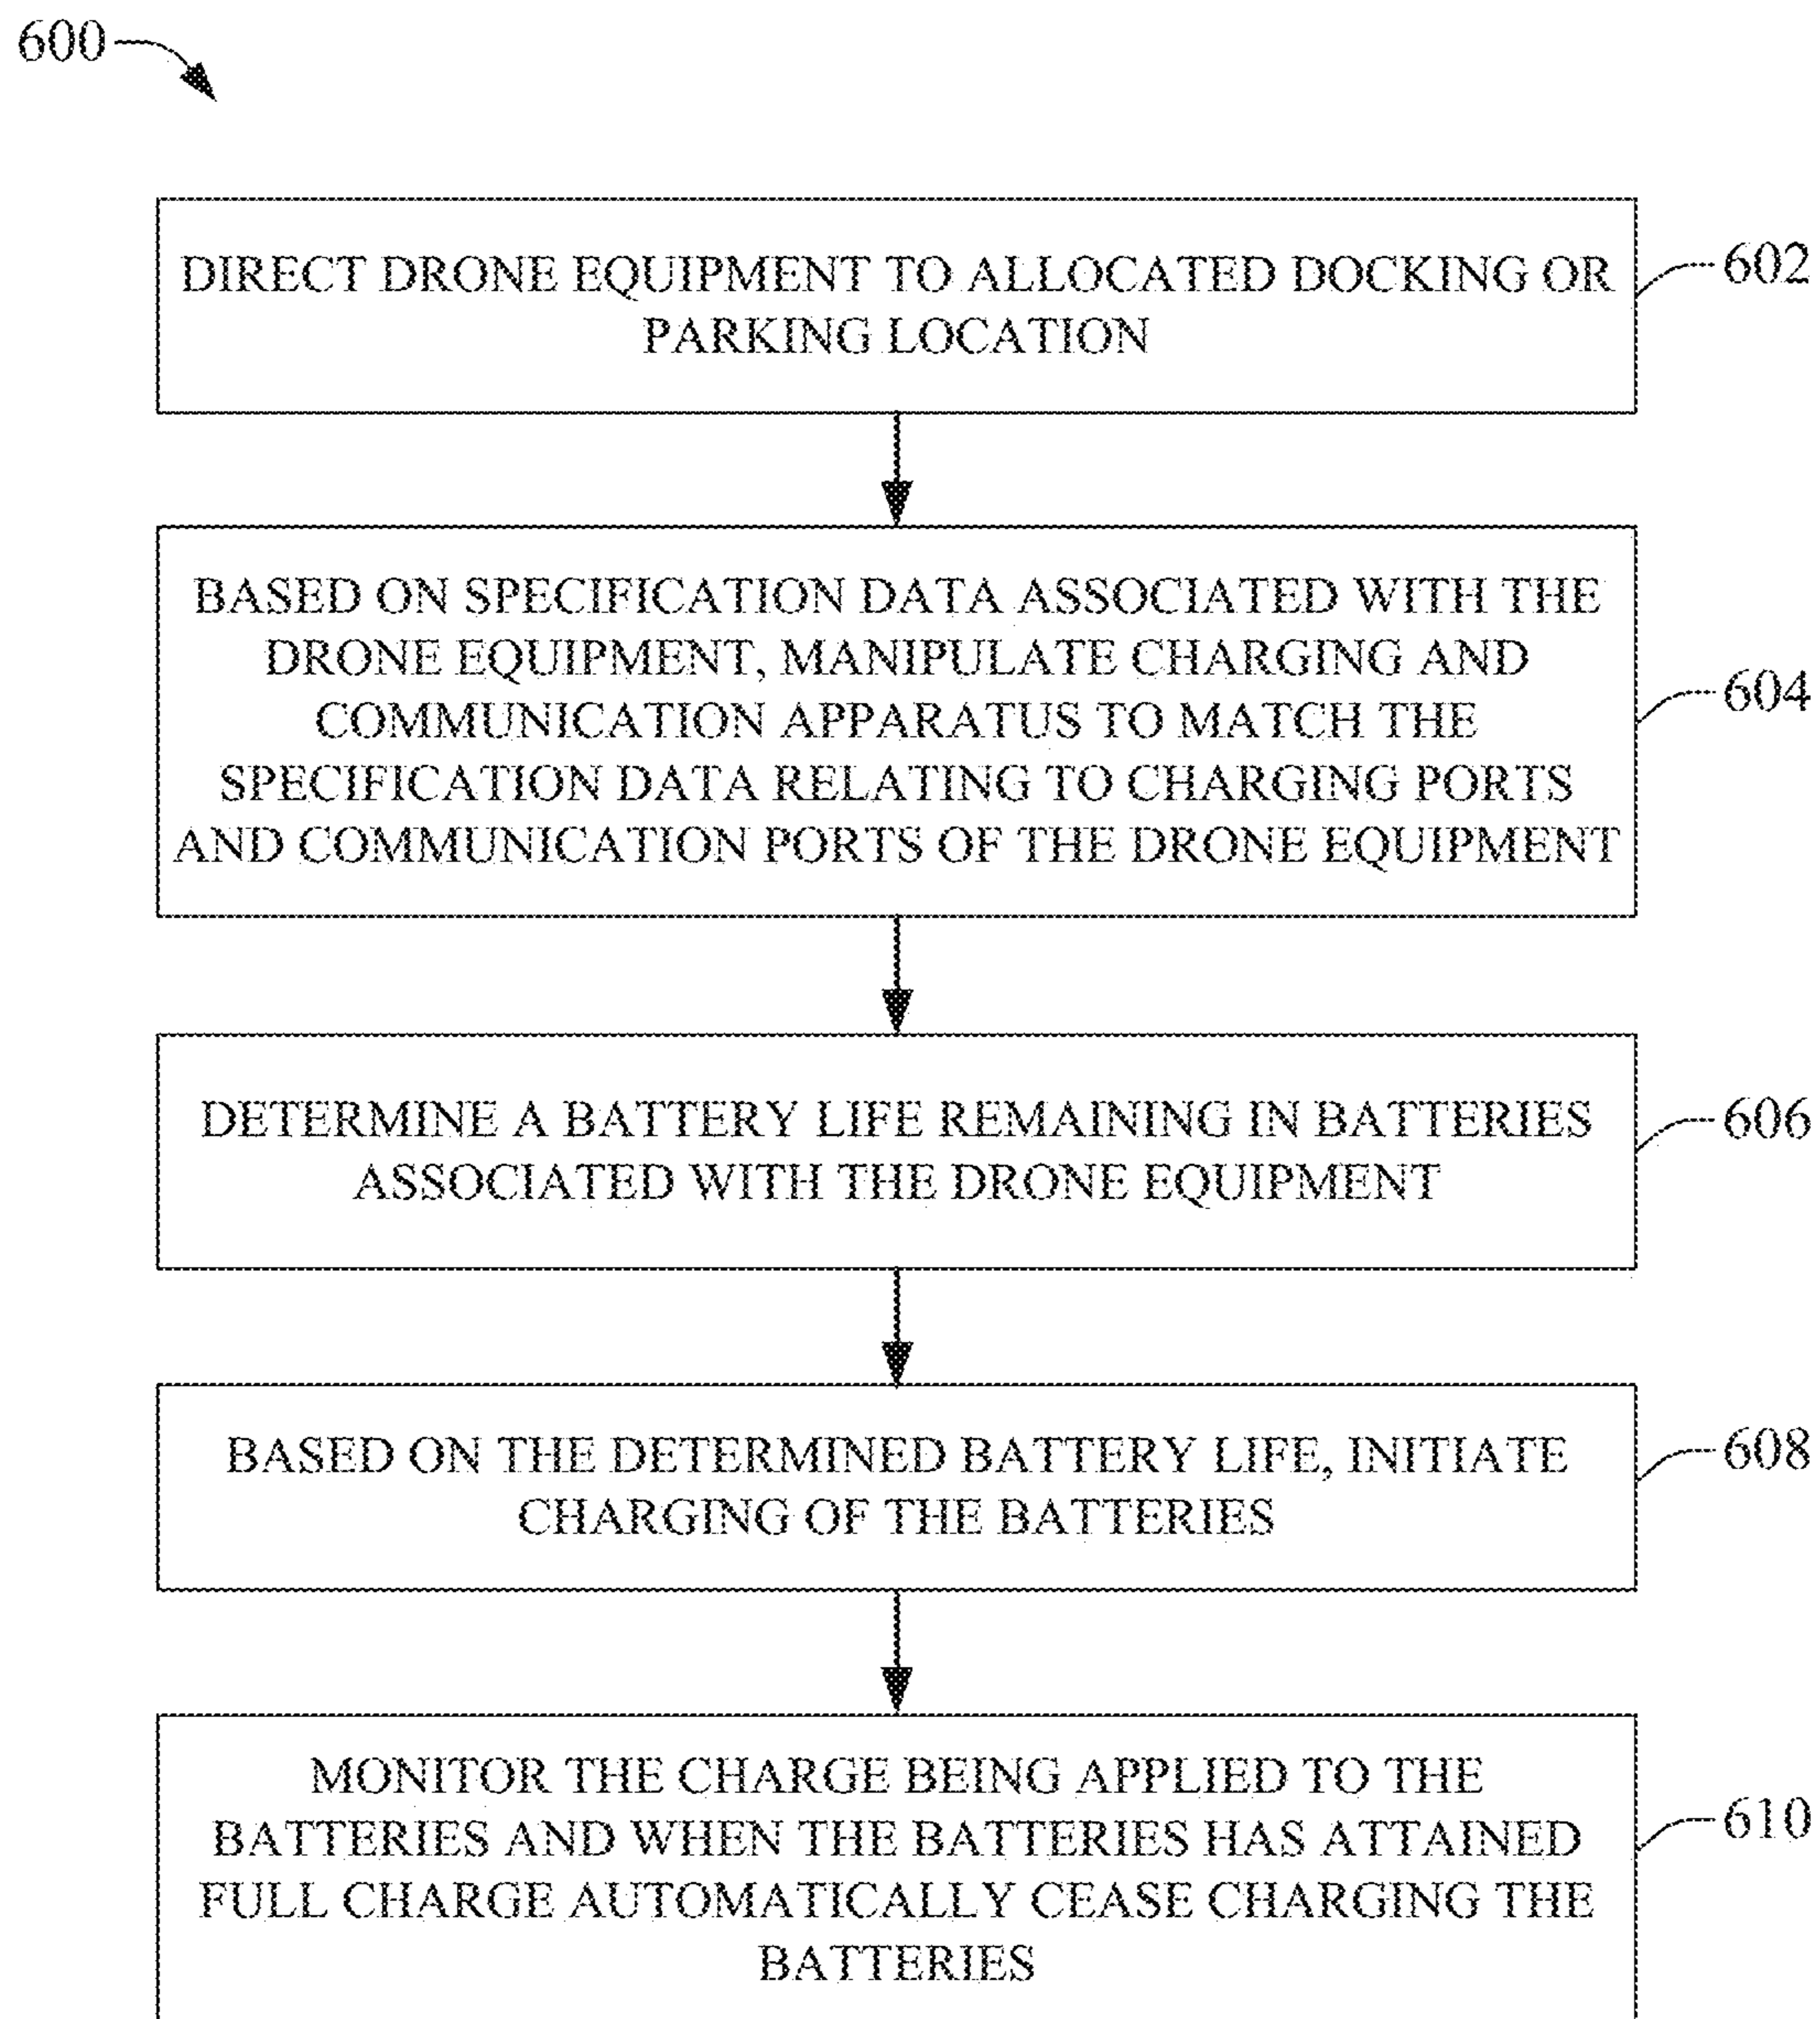 600
DIRECT DRONE EQUIPMENT TO ALLOCATED DOCKING OR
PARKING LOCATION
602
BASED ON SPECIFICATION DATA ASSOCIATED WITH THE
DRONE EQUIPMENT, MANIPULATE CHARGING AND
COMMUNICATION APPARATUS TO MATCH THE
SPECIFICATION DATA RELATING TO CHARGING PORTS
AND COMMUNICATION PORTS OF THE DRONE EQUIPMENT
604
DETERMINE A BATTERY LIFE REMAINING IN BATTERIES
ASSOCIATED WITH THE DRONE EQUIPMENT
606
BASED ON THE DETERMINED BATTERY LIFE, INITIATE
CHARGING OF THE BATTERIES
608
MONITOR THE CHARGE BEING APPLIED TO THE
BATTERIES AND WHEN THE BATTERIES HAS ATTAINED
FULL CHARGE AUTOMATICALLY CEASE CHARGING THE
BATTERIES
610